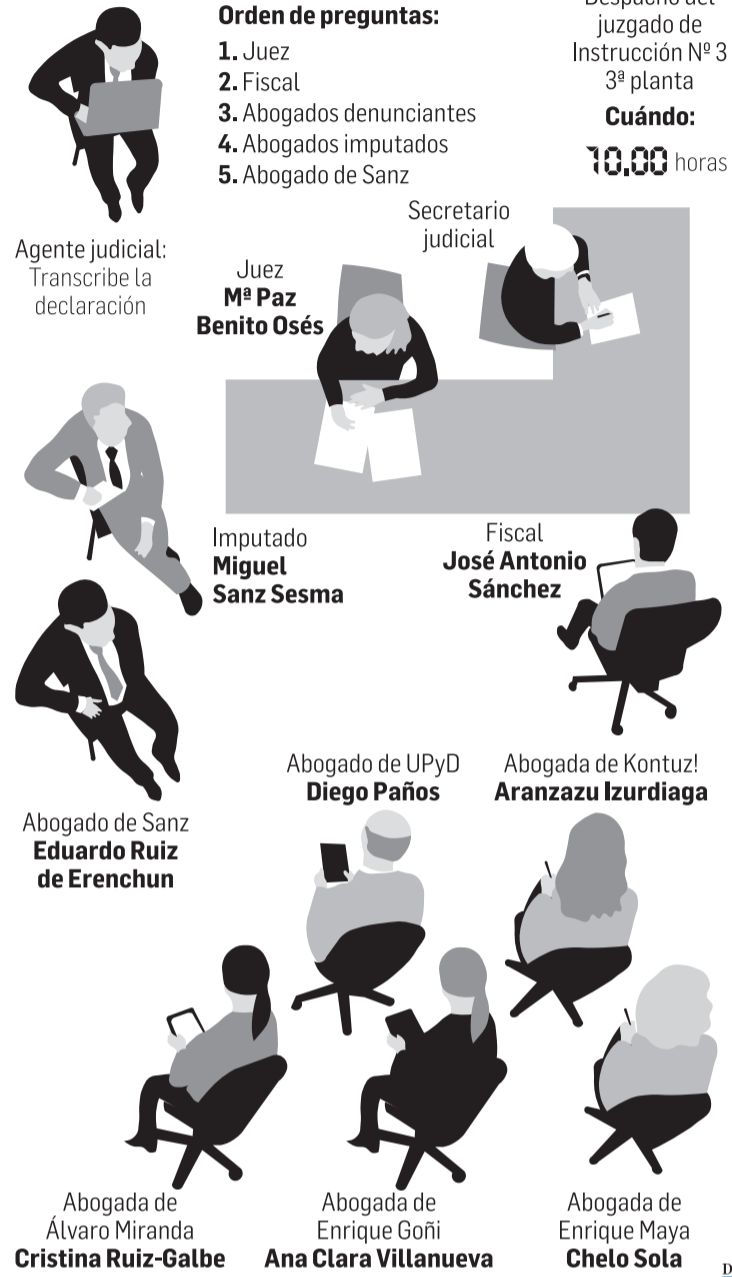 Orden de preguntas:
1. Juez
2. Fiscal
3. Abogados denunciantes
4. Abogados imputados
5. Abogado de Sanz
Despacho del
juzgado de
Instrucción Nº 3
3ª planta
Cuándo:
10.00 horas
Agente judicial:
Transcribe la
declaración
Secretario
judicial
Juez
Mª Paz
Benito Osés
Imputado
Miguel
Sanz Sesma
Fiscal
José Antonio
Sánchez
Abogado de Sanz
Eduardo Ruiz
de Erenchun
Abogado de UPyD
Diego Paños
Abogada de Kontuz!
Aranzazu Izurdiaga
Abogada de
Álvaro Miranda
Cristina Ruiz-Galbe
Abogada de
Enrique Goñi
Ana Clara Villanueva
Abogada de
Enrique Maya
Chelo Sola
D